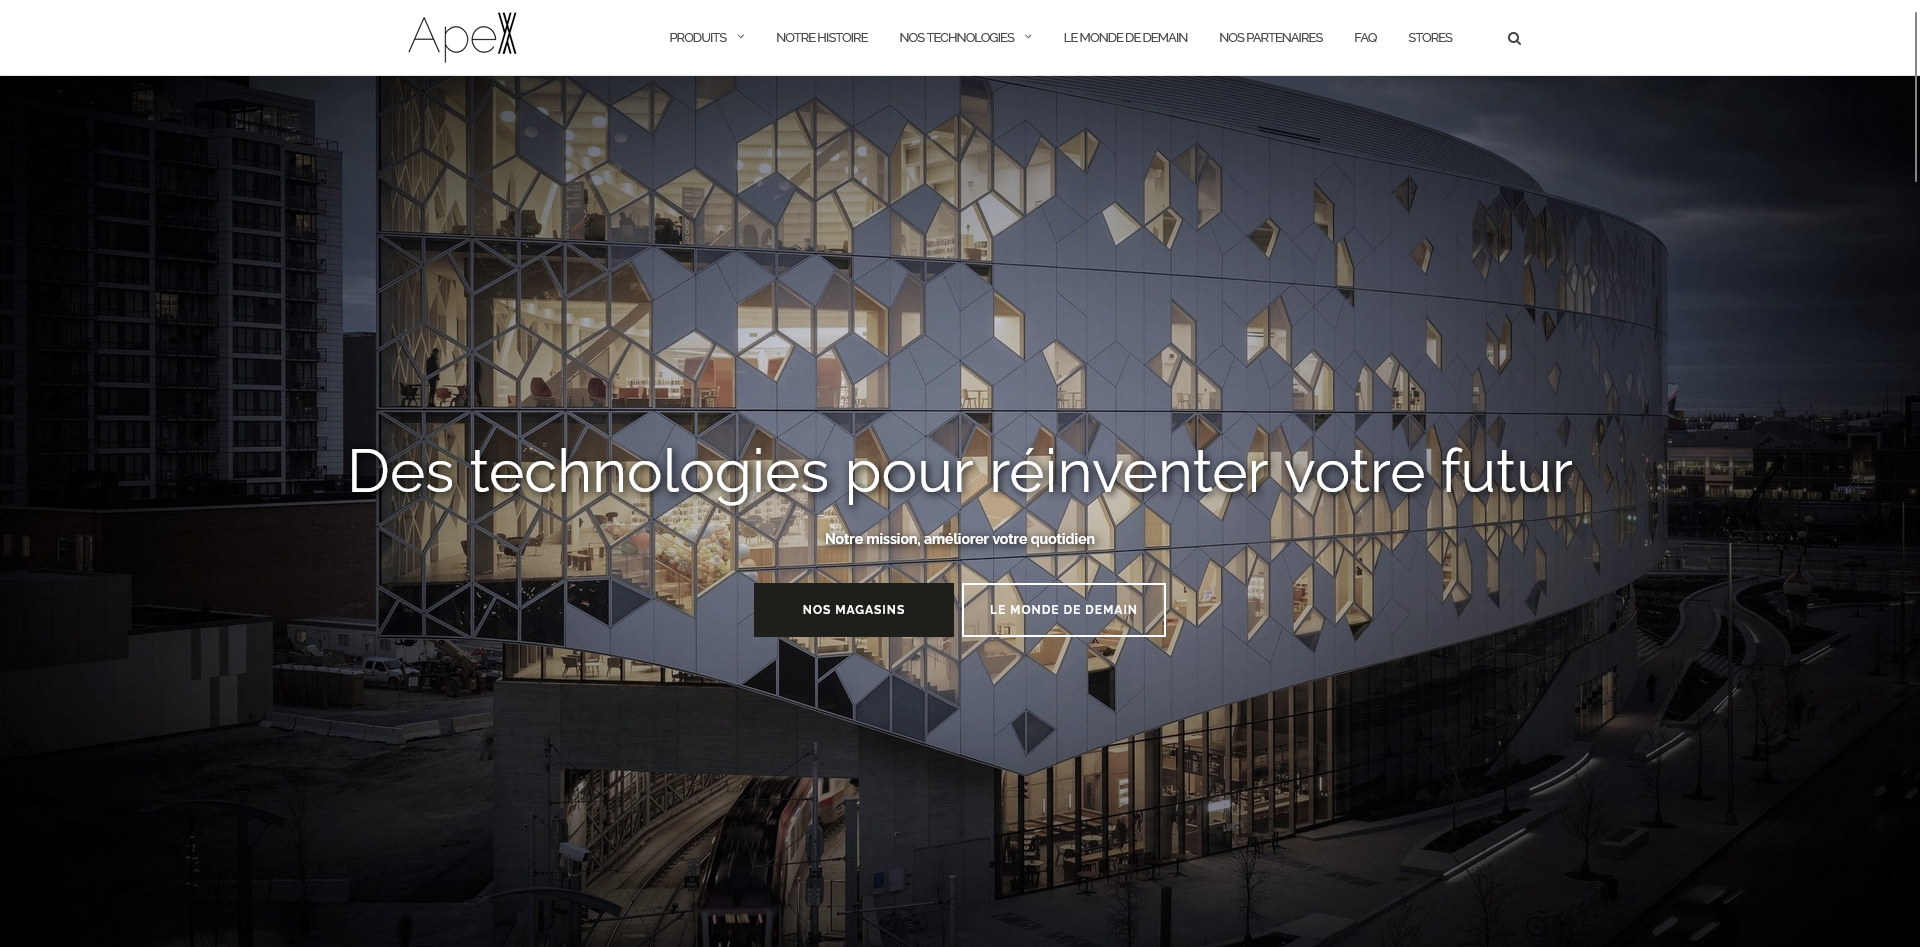 ApeX
PRODUITS
NOTRE HISTOIRE
NOS TECHNOLOGIES
LE MONDE DE DEMAIN
NOS PARTENAIRES
FAQ
STORES
Des technologies pour réinventer votre futur
Notre mission, améliorer votre quotidien
NOS MAGASINS
LE MONDE DE DEMAIN